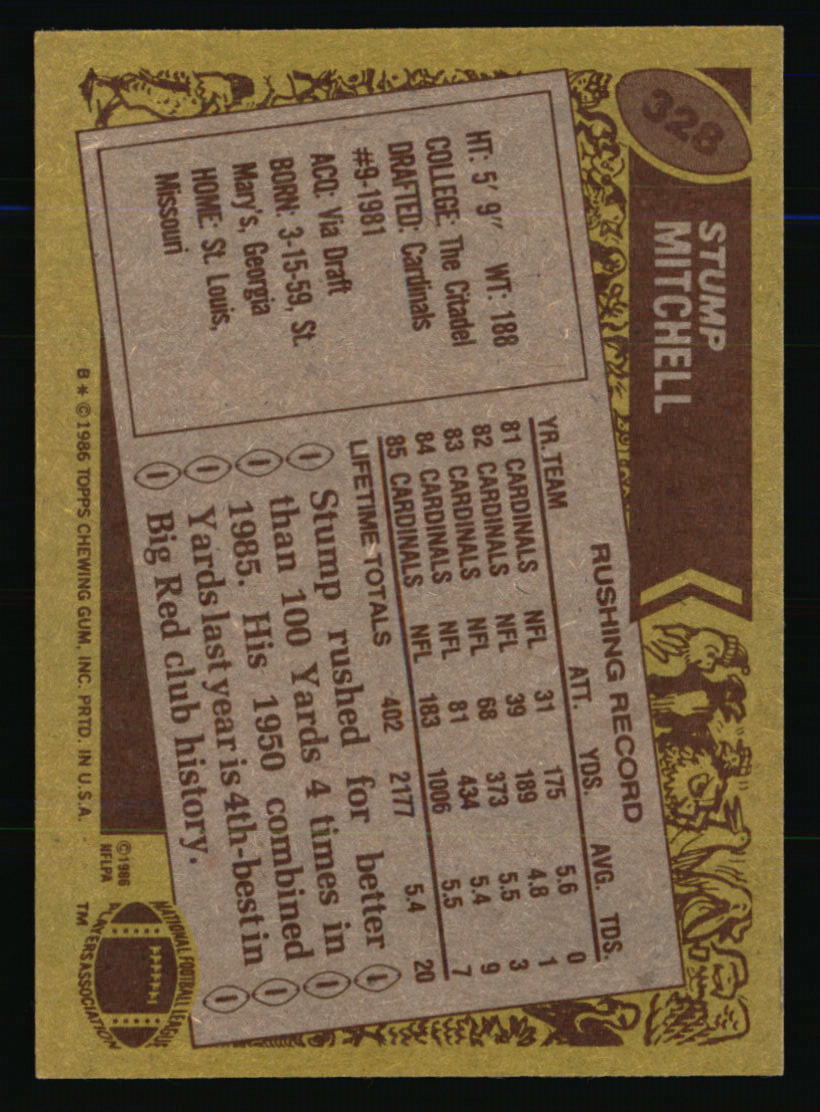 328
STUMP
MITCHELL
HT: 5' 9" WT: 188
COLLEGE: The Citadel
DRAFTED: Cardinals
#9-1981
ACQ: Via Draft
BORN: 3-15-59, St.
Mary's, Georgia
HOME: St. Louis,
Missouri
RUSHING RECORD
YR. TEAM ATT. YDS. AVG. TDS.
81 CARDINALS NFL 31 175 5.6 0
82 CARDINALS NFL 39 189 4.8 1
83 CARDINALS NFL 68 373 5.5 3
84 CARDINALS NFL 81 434 5.4 9
85 CARDINALS NFL 183 1006 5.5 7
LIFETIME TOTALS 402 2177 5.4 20
Stump rushed for better
than 100 Yards 4 times in
1985. His 1950 combined
Yards last year is 4th-best in
Big Red club history.
B * ©1986 TOPPS CHEWING GUM, INC. PRTD. IN U.S.A.
©1986
NFLPA
NATIONAL FOOTBALL LEAGUE
PLAYERS ASSOCIATION
TM